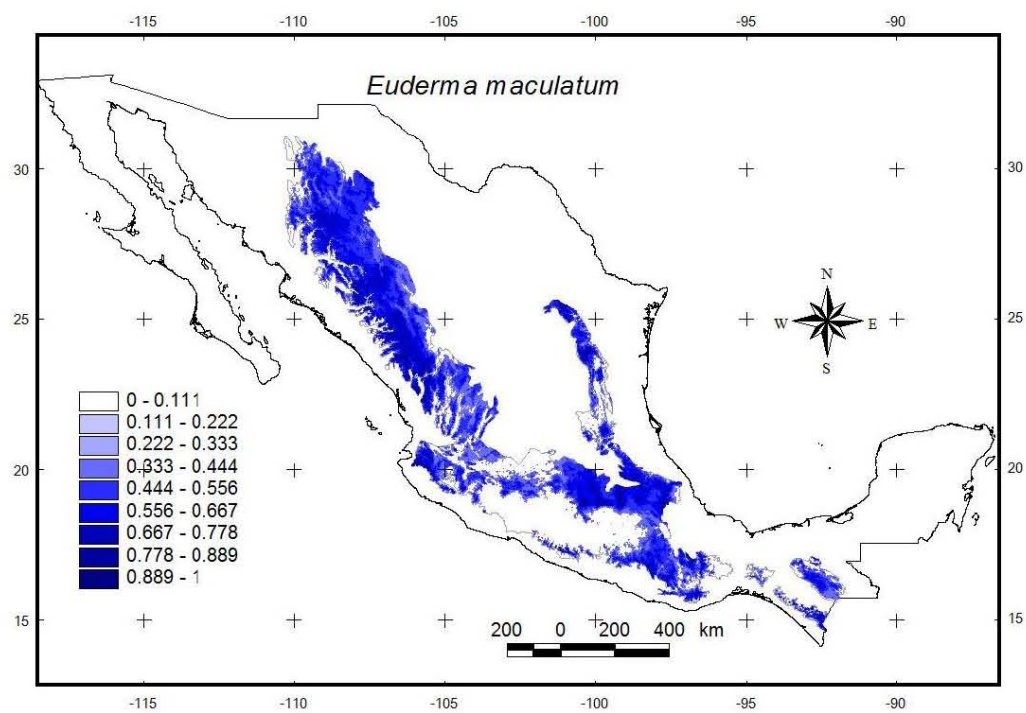 -115 -110 -105 -100 -95 -90
Euderma maculatum
30 30
N
25 W E 25
S
0 - 0.111
0.111 - 0.222
0.222 - 0.333
0.333 - 0.444
0.444 - 0.556
0.556 - 0.667
0.667 - 0.778
0.778 - 0.889
0.889 - 1
20 20
15 15
200 0 200 400 km
-115 -110 -105 -100 -95 -90